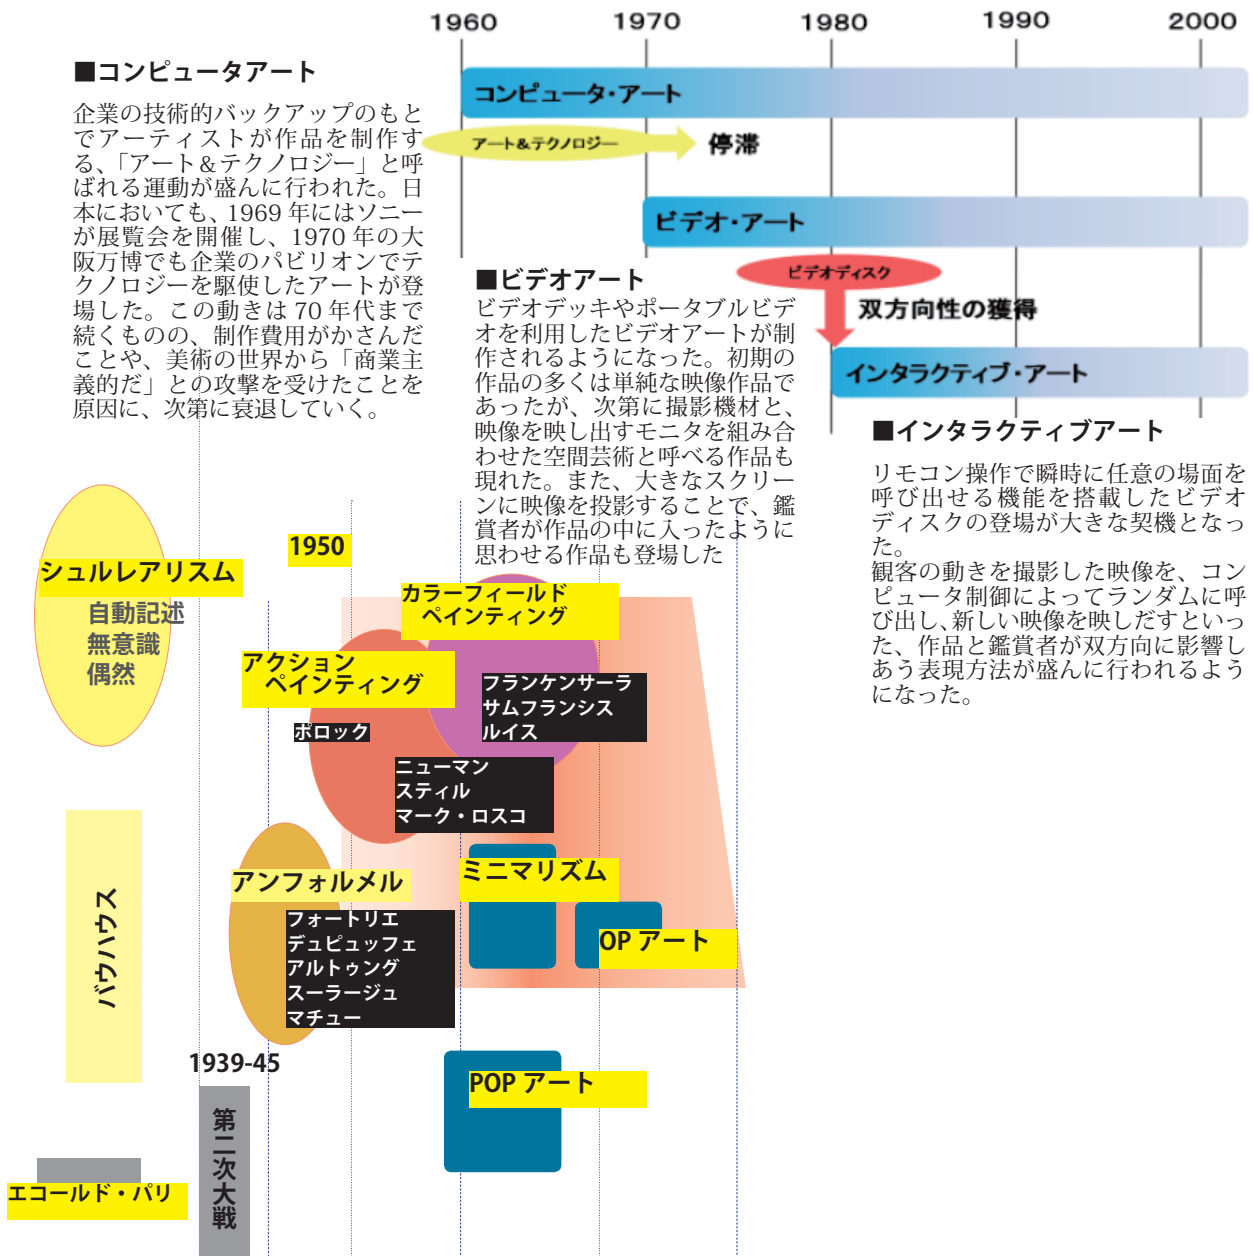 1960
1970
1980
1990
2000
■コンピュータアート
企業の技術的バックアップのもと
でアーティストが作品を制作す
る、「アート＆テクノロジー」と呼
ばれる運動が盛んに行われた。日
本においても、1969 年にはソニー
が展覧会を開催し、1970 年の大
阪万博でも企業のパビリオンでテ
クノロジーを駆使したアートが登
場した。この動きは 70 年代まで
続くものの、制作費用がかさんだ
ことや、美術の世界から「商業主
義的だ」との攻撃を受けたことを
原因に、次第に衰退していく。
コンピュータ・アート
アート&テクノロジー
停滞
ビデオ・アート
ビデオディスク
双方向性の獲得
インタラクティブ・アート
■ビデオアート
ビデオデッキやポータブルビデ
オを利用したビデオアートが制
作されるようになった。初期の
作品の多くは単純な映像作品で
あったが、次第に撮影機材と、
映像を映し出すモニタを組み合
わせた空間芸術と呼べる作品も
現れた。また、大きなスクリー
ンに映像を投影することで、鑑
賞者が作品の中に入ったように
思わせる作品も登場した
■インタラクティブアート
リモコン操作で瞬時に任意の場面を
呼び出せる機能を搭載したビデオ
ディスクの登場が大きな契機となっ
た。
観客の動きを撮影した映像を、コン
ピュータ制御によってランダムに呼
び出し、新しい映像を映しだすといっ
た、作品と鑑賞者が双方向に影響し
あう表現方法が盛んに行われるよう
になった。
シュルレアリスム
自動記述
無意識
偶然
1950
カラーフィールド
ペインティング
アクション
ペインティング
フランケンサーラ
サムフランシス
ルイス
ポロック
ニューマン
スティル
マーク・ロスコ
アンフォルメル
フォートリエ
デュピュッフェ
アルトゥング
スーラージュ
マチュー
ミニマリズム
OP アート
バウハウス
1939-45
第二次大戦
POP アート
エコールド・パリ